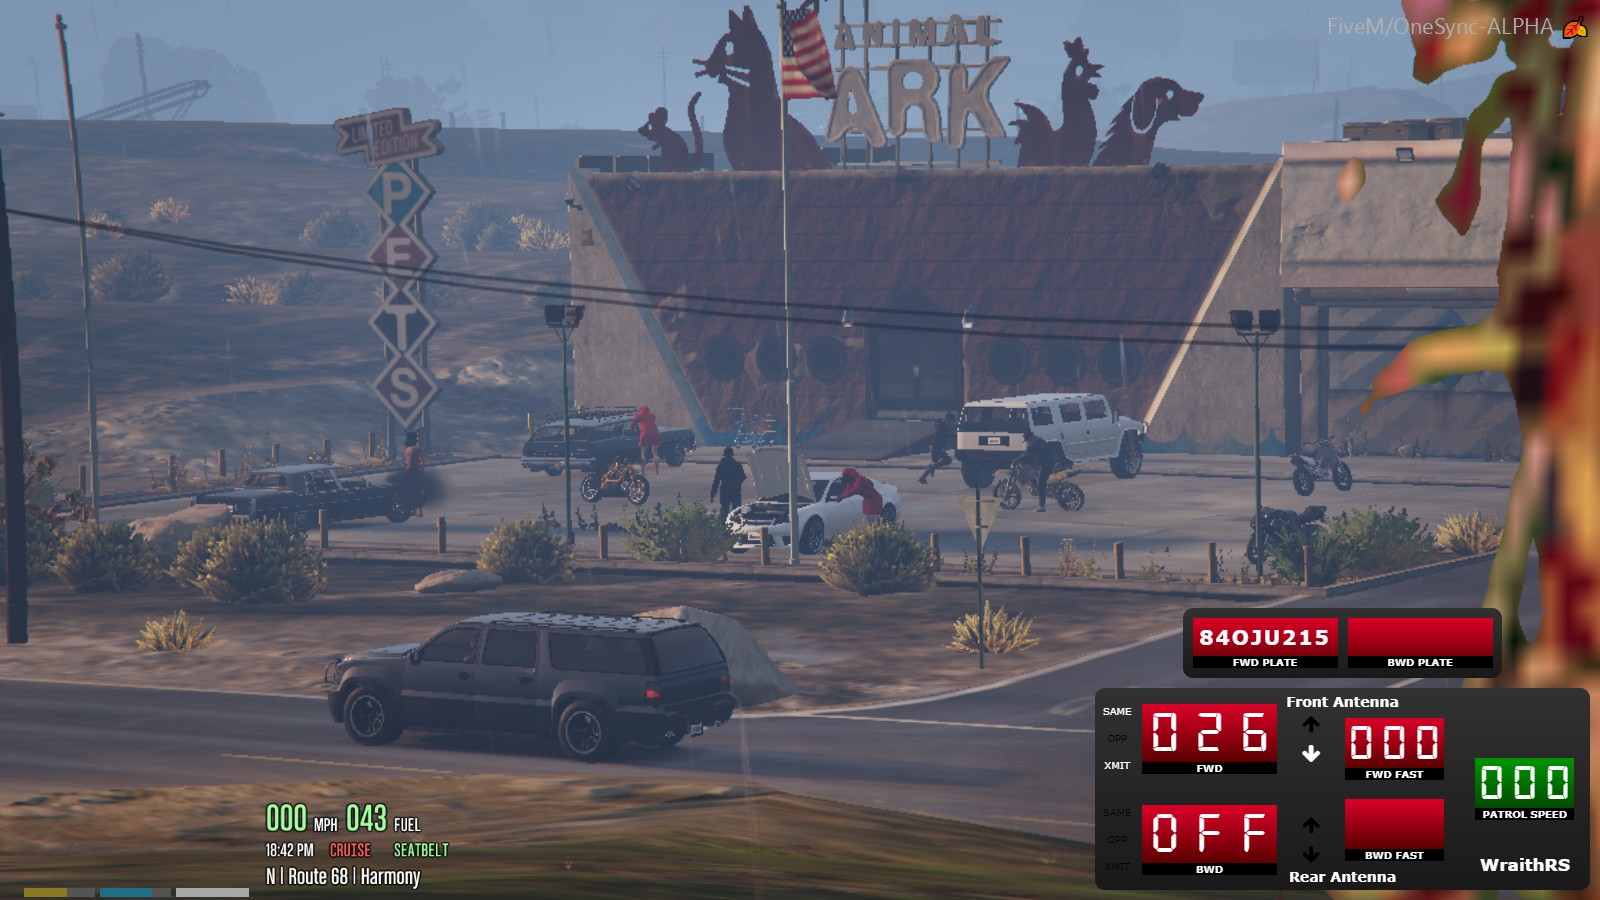 FiveM/OneSync-ALPHA
ANIMAL
ARK
LIMITED
EDITION
P
E
T
S
84OJU215
FWD PLATE
BWD PLATE
Front Antenna
SAME
OPP
XMIT
026
FWD
000
FWD FAST
000
PATROL SPEED
SAME
OPP
XMIT
OFF
BWD
BWD FAST
Rear Antenna
WraithRS
000 MPH 043 FUEL
18:42 PM CRUISE SEATBELT
N | Route 68 | Harmony